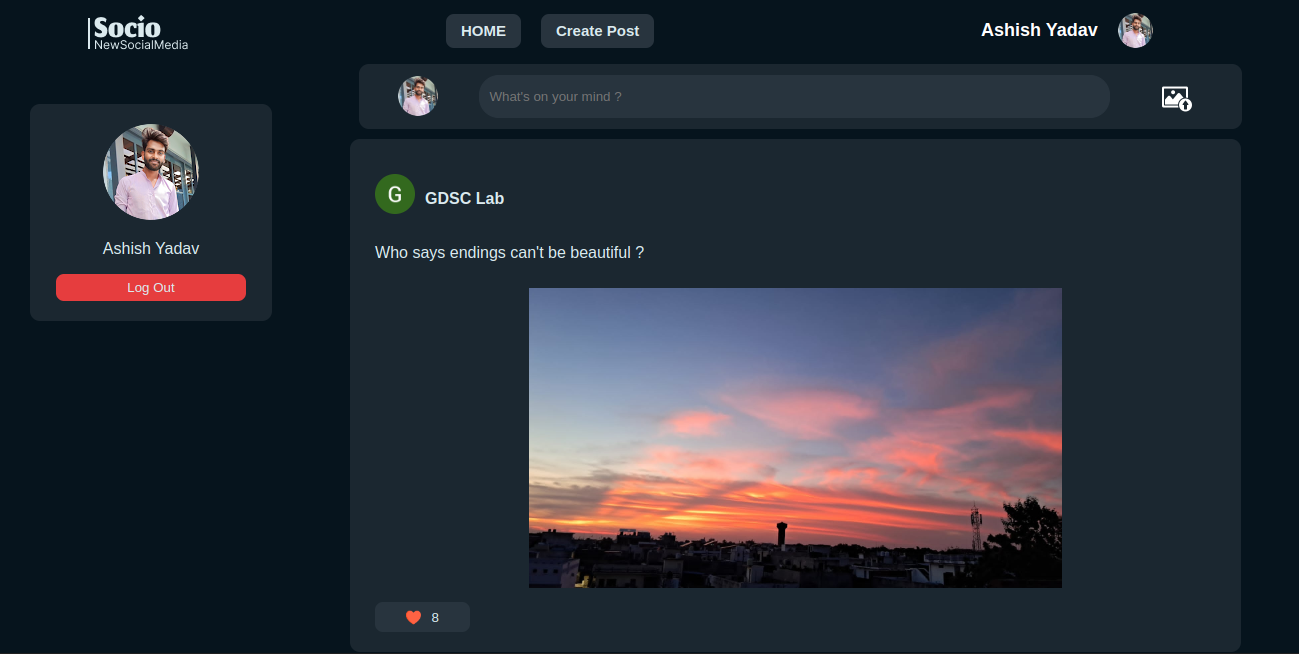 Socio
NewSocialMedia
HOME
Create Post
Ashish Yadav
What's on your mind ?
Ashish Yadav
Log Out
G
GDSC Lab
Who says endings can't be beautiful ?
8